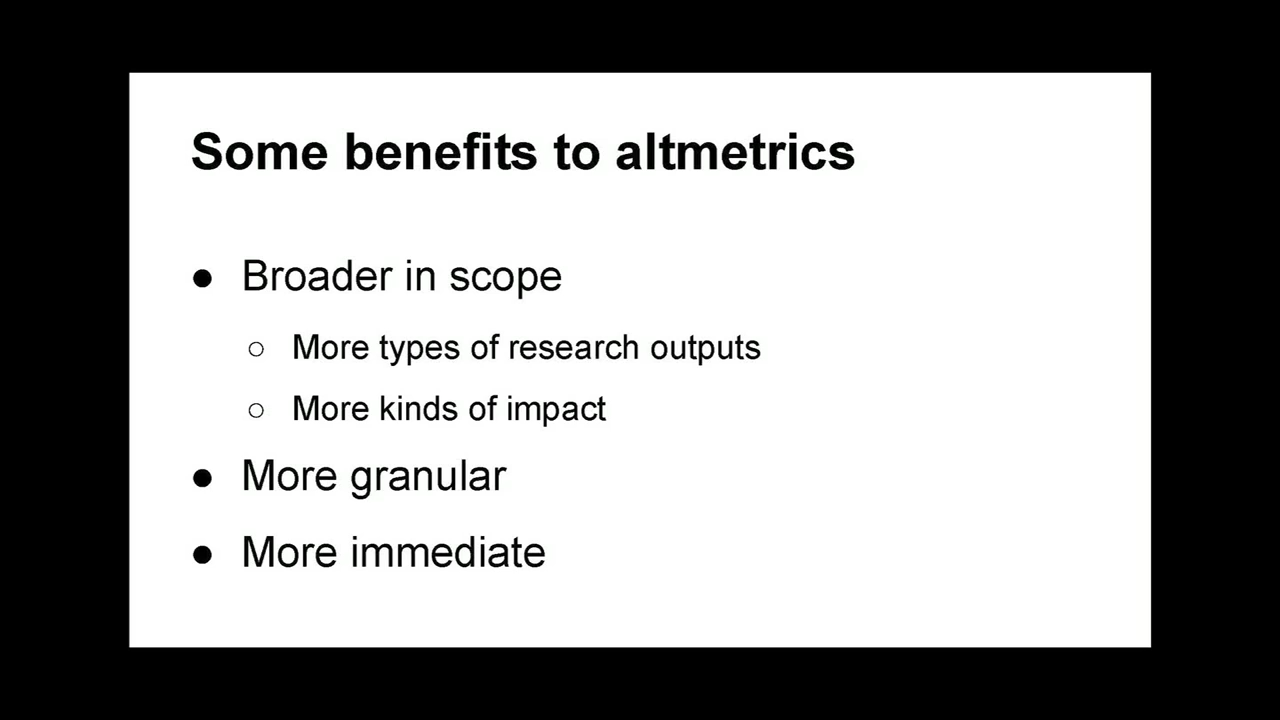 Some benefits to altmetrics
● Broader in scope
○ More types of research outputs
○ More kinds of impact
● More granular
● More immediate